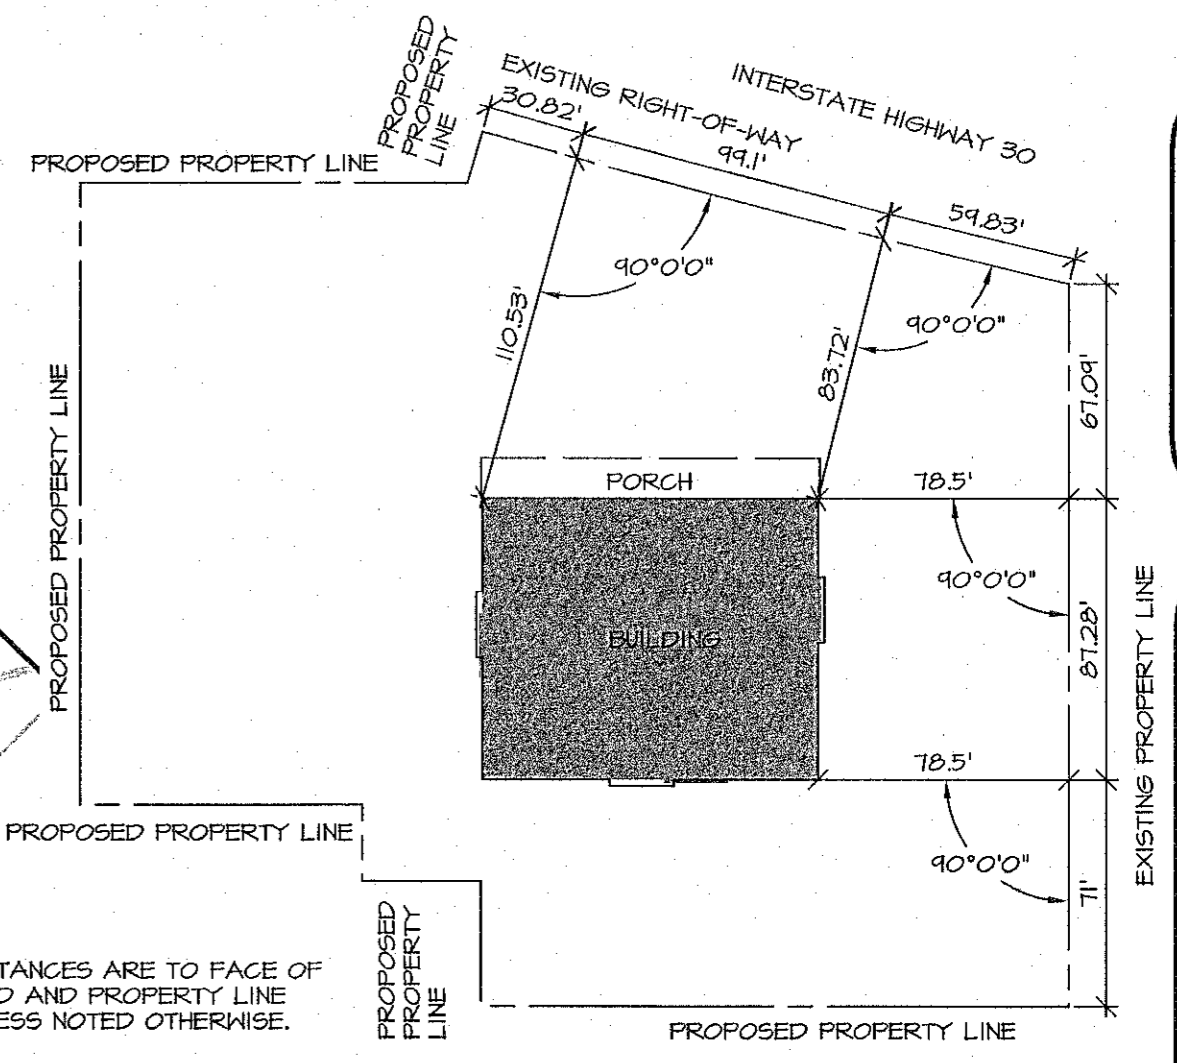 PROPOSED
PROPERTY
LINE
EXISTING RIGHT-OF-WAY
INTERSTATE HIGHWAY 30
30.82'
99.1'
59.83'
PROPOSED PROPERTY LINE
90°0'0"
90°0'0"
110.53'
83.72'
67.09'
PROPOSED PROPERTY LINE
PORCH
78.5'
90°0'0"
BUILDING
87.28'
EXISTING PROPERTY LINE
78.5'
PROPOSED PROPERTY LINE
90°0'0"
71'
PROPOSED
PROPERTY
LINE
TANCES ARE TO FACE OF
D AND PROPERTY LINE
ESS NOTED OTHERWISE.
PROPOSED PROPERTY LINE